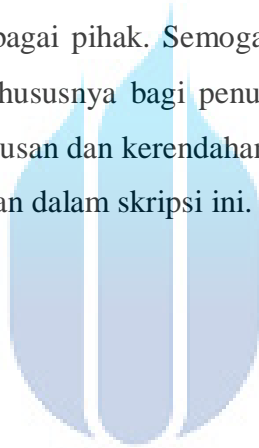 bagai pihak. Semoga
hususnya bagi penu
usan dan kerendahan
an dalam skripsi ini.